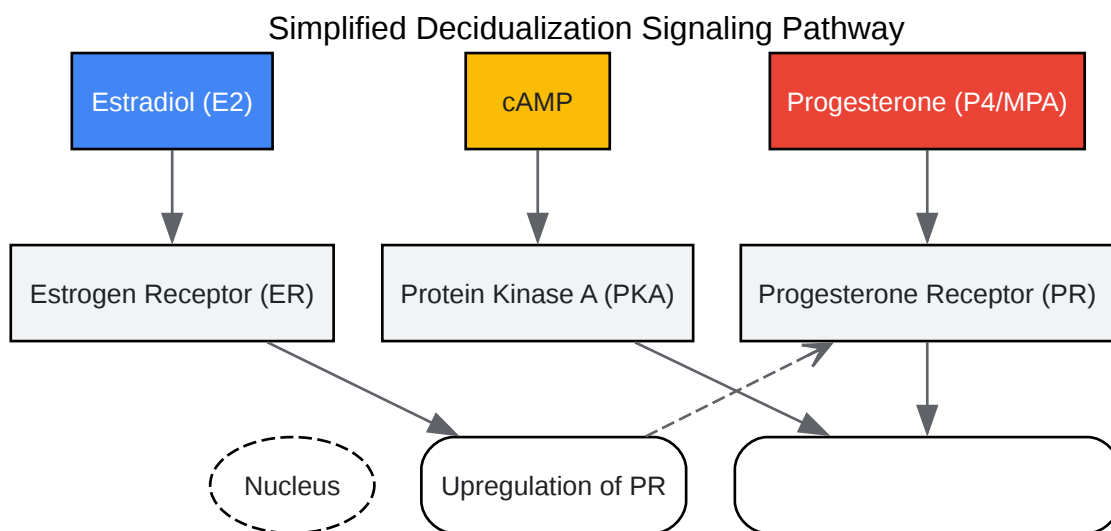 Simplified Decidualization Signaling Pathway
Estradiol (E2)
cAMP
Progesterone (P4/MPA)
Estrogen Receptor (ER)
Protein Kinase A (PKA)
Progesterone Receptor (PR)
Nucleus
Upregulation of PR